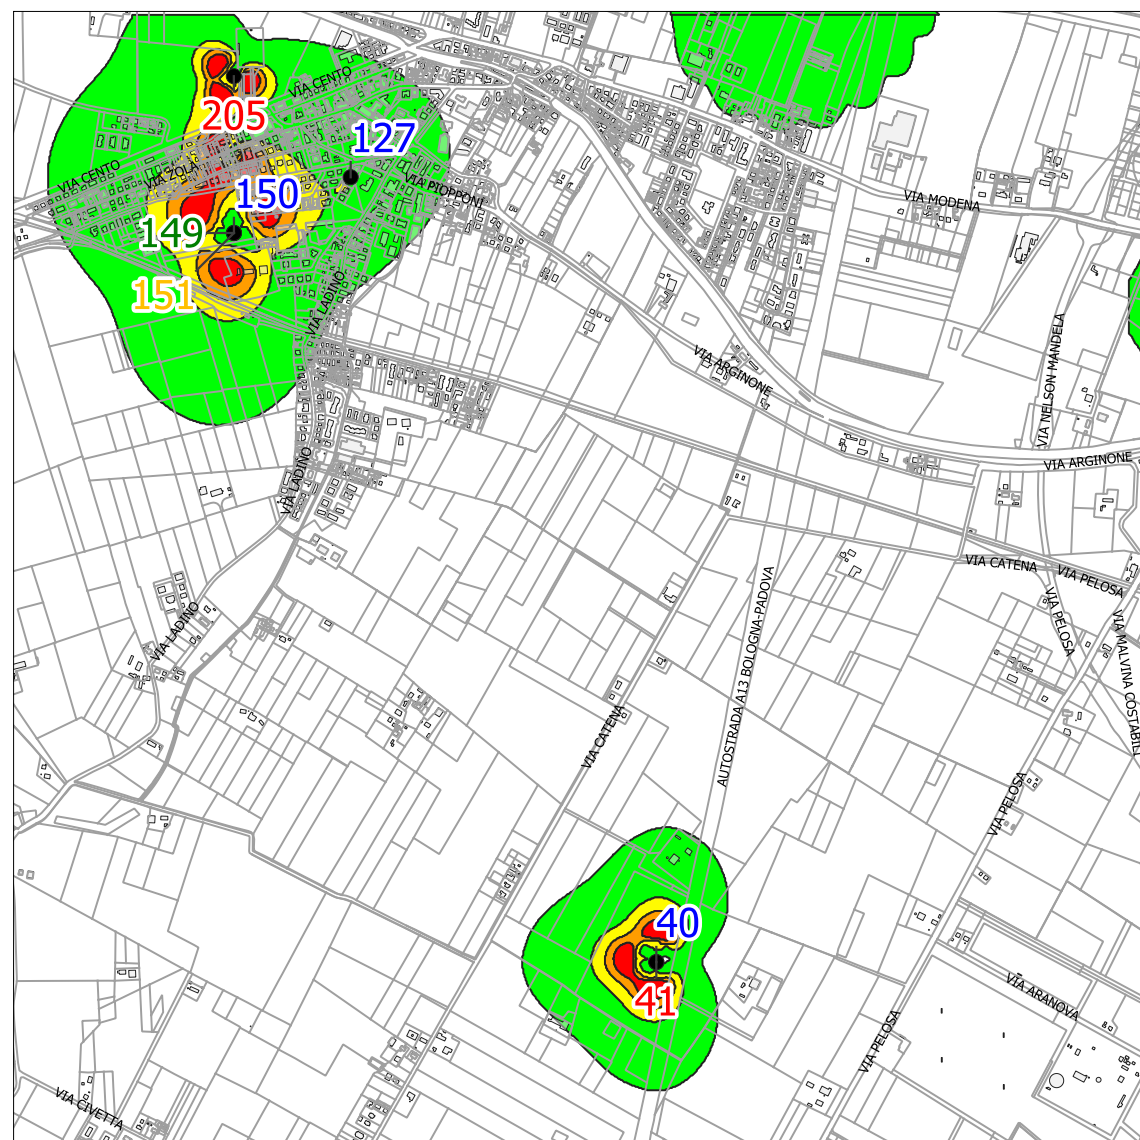 VIA CENTO
205
127
VIA CENTO
VIA ZOLA
150
VIA PIOPPONI
VIA MODENA
149
151
VIA LADINO
VIA NELSON MANDELA
VIA ARGINONE
VIA ARGINONE
VIA LADINO
VIA CATENA
VIA PELOSA
VIA PELOSA
VIA LADINO
AUTOSTRADA A13 BOLOGNA-PADOVA
VIA MALVINA COSTABILI
VIA CATENA
VIA PELOSA
40
41
VIA ARANOVA
VIA PELOSA
VIA CIVETTA